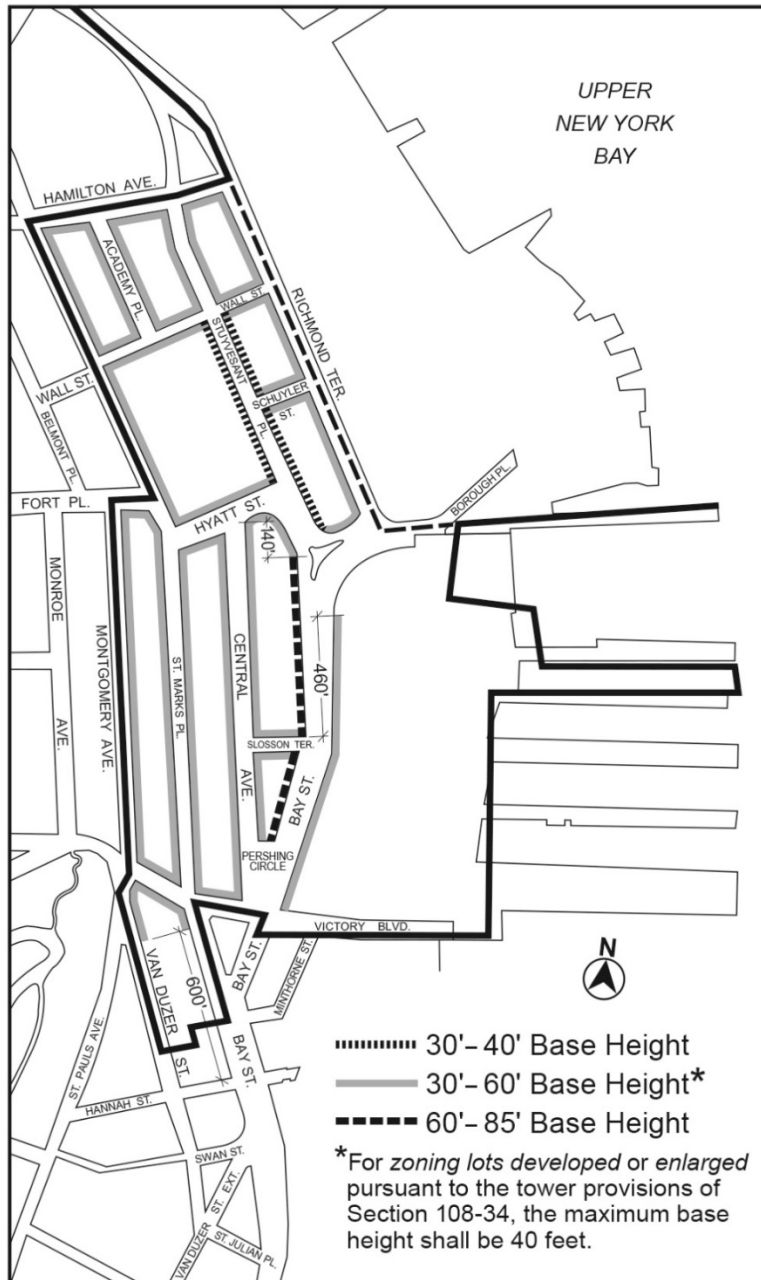 UPPER
NEW YORK
BAY
HAMILTON AVE.
ACADEMY PL.
WALL ST.
RICHMOND TER.
STUYVESANT
PL.
SCHUYLER
ST.
WALL ST.
BELMONT PL.
FORT PL.
HYATT ST.
BOROUGH PL.
140'
MONROE
AVE.
MONTGOMERY AVE.
ST. MARKS PL.
CENTRAL
AVE.
460'
SLOSSON TER.
BAY ST.
PERSHING
CIRCLE
VICTORY BLVD.
BAY ST.
MINTHORNE ST.
N
VAN DUZER
ST.
600'
BAY ST.
ST. PAULS AVE.
HANNAH ST.
SWAN ST.
VAN DUZER ST. EXT.
ST. JULIAN PL.
30'–40' Base Height
30'–60' Base Height*
60'–85' Base Height
*For zoning lots developed or enlarged
pursuant to the tower provisions of
Section 108-34, the maximum base
height shall be 40 feet.